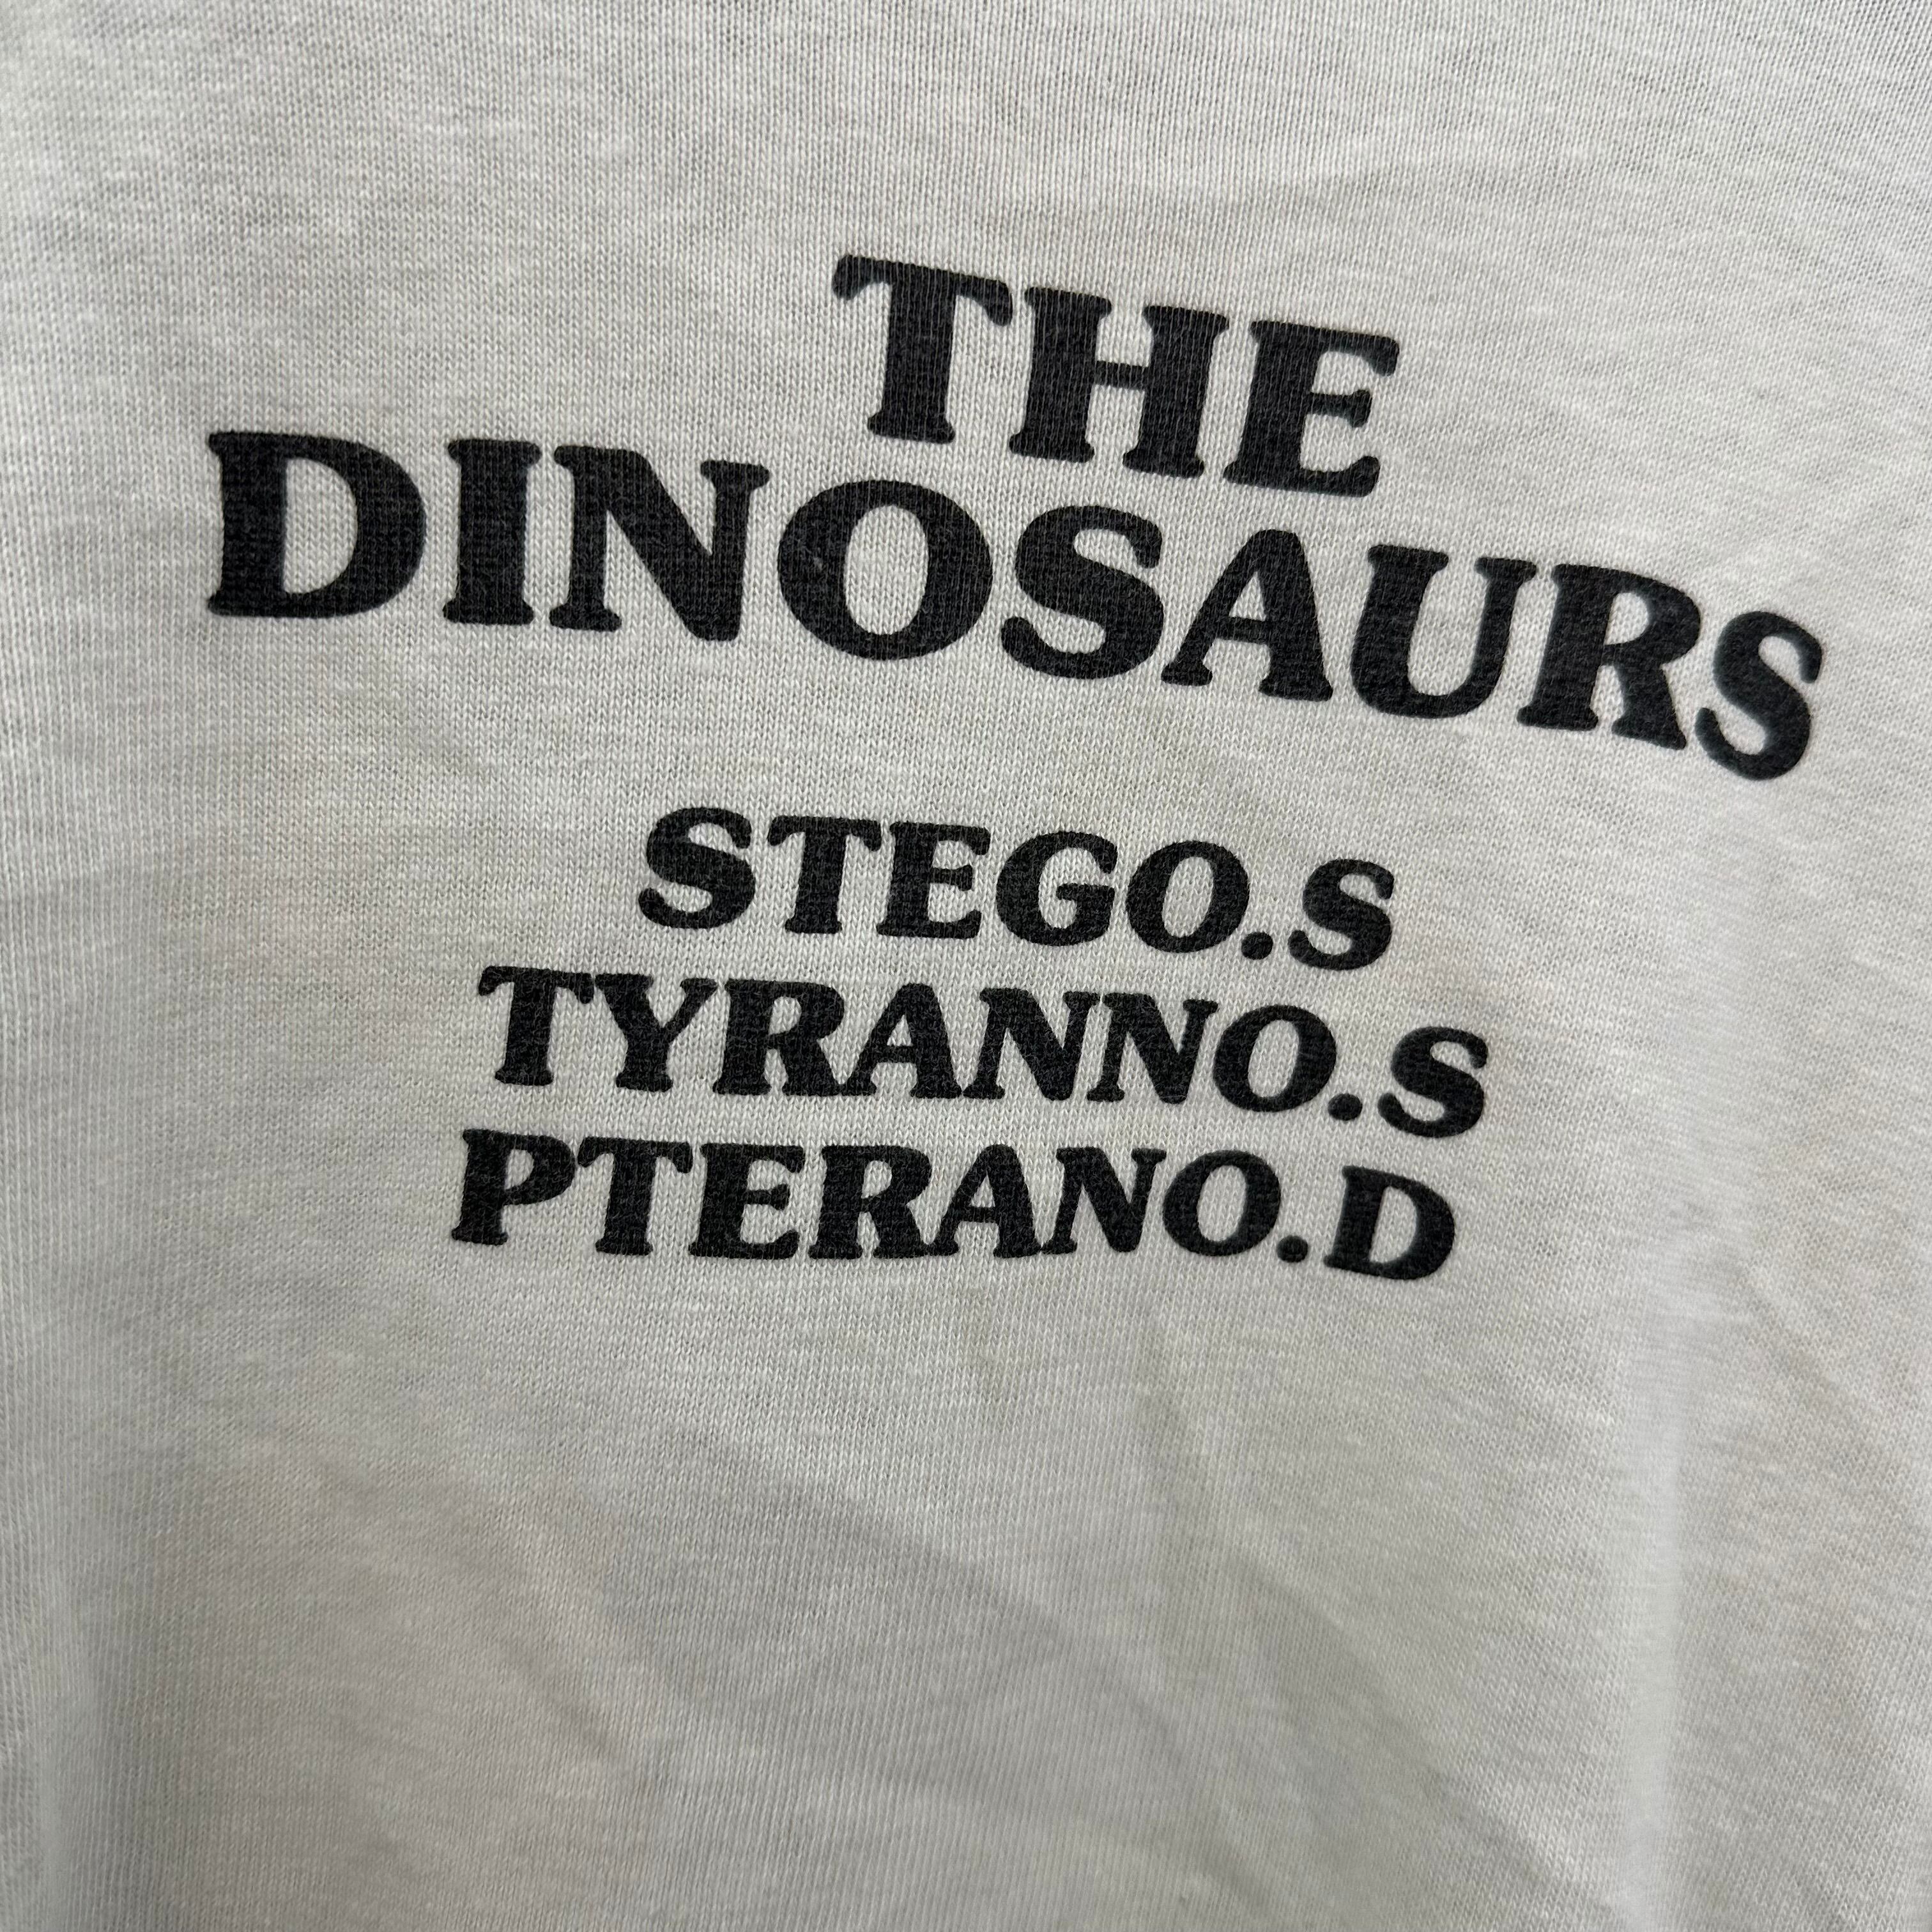 THE
DINOSAURS
STEGO.S
TYRANNO.S
PTERANO.D